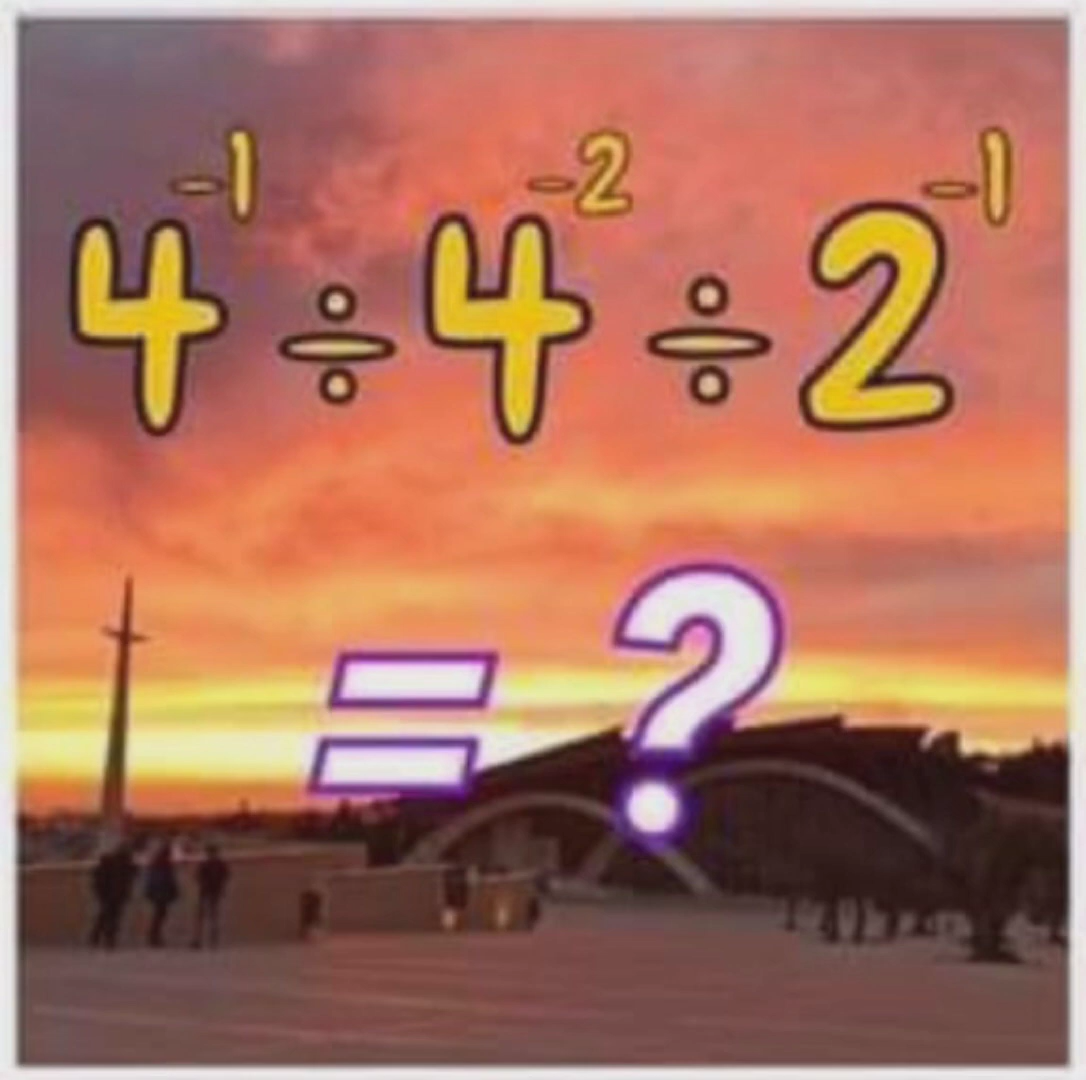 4⁻¹ ÷ 4⁻² ÷ 2⁻¹
= ?